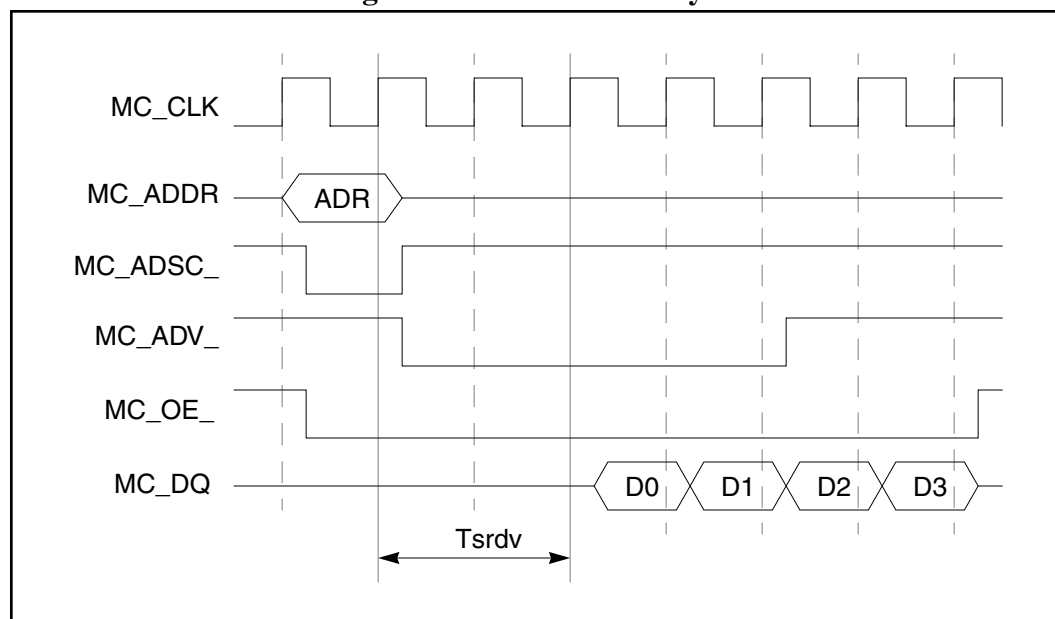 MC_CLK
MC_ADDR
ADR
MC_ADSC_
MC_ADV_
MC_OE_
MC_DQ
D0
D1
D2
D3
Tsrdv